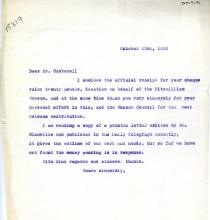 15319
October 22nd, 1932
Dear Mr. Cockerell
I enclose the official receipt for your cheque
value twenty pounds, donation on behalf of the Fitzwilliam
Museum, and at the same time thank you very sincerely for your
personal effort in this, and the Museum Council for the most
welcome contribution.
I am sending a copy of a private letter written by Mr.
and published in the Daily Telegraph recently,
it gives the outline of our work and needs, but so far we have
not found the money pouring in in response.
With kind regards and sincere thanks,
Yours sincerely,